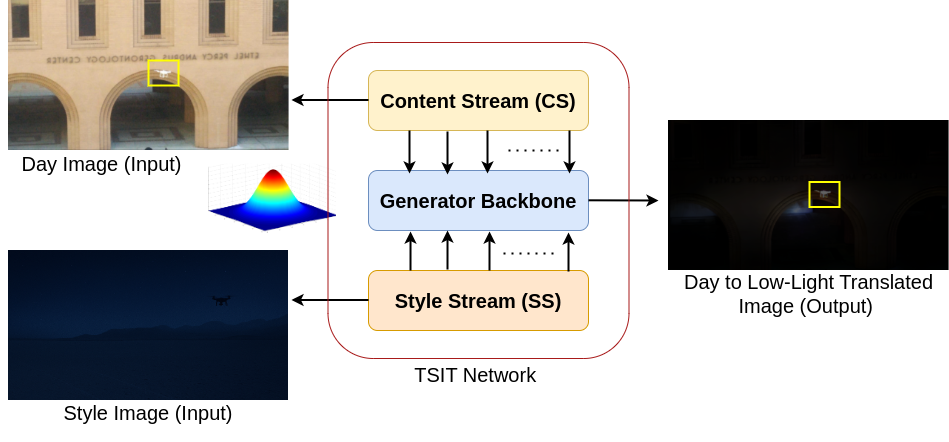 ETHEL PERCY ANDRUS GERONTOLOGY CENTER
Content Stream (CS)
Day Image (Input)
Generator Backbone
Style Stream (SS)
Day to Low-Light Translated
Image (Output)
TSIT Network
Style Image (Input)